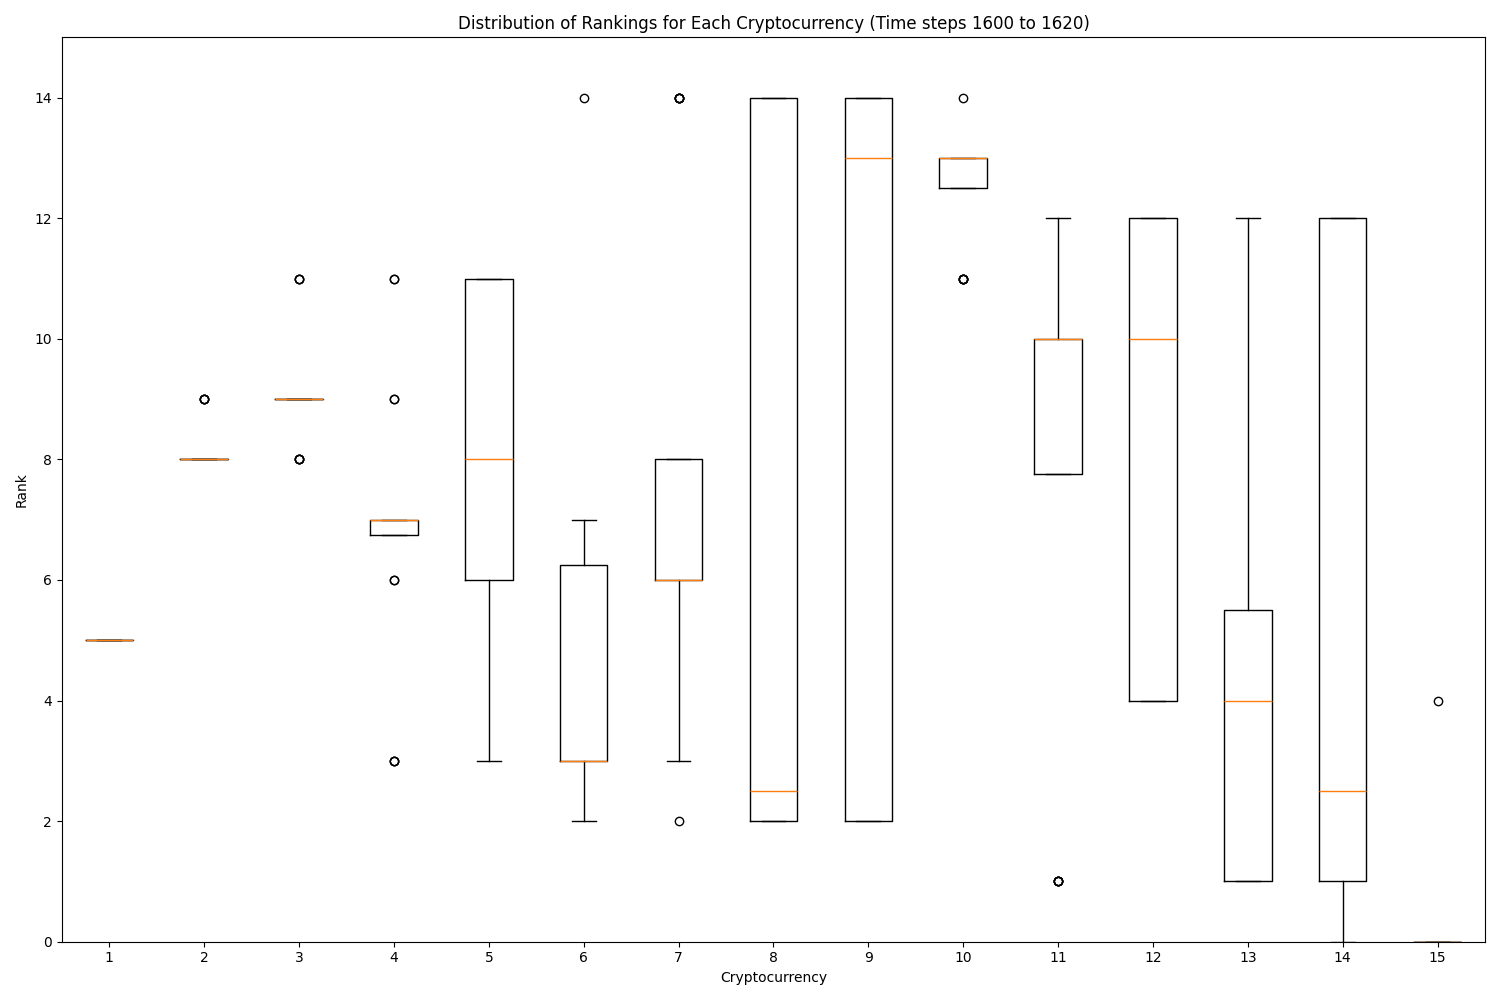 Distribution of Rankings for Each Cryptocurrency (Time steps 1600 to 1620)
14
12
10
8
6
4
2
0
Rank
1 2 3 4 5 6 7 8 9 10 11 12 13 14 15
Cryptocurrency